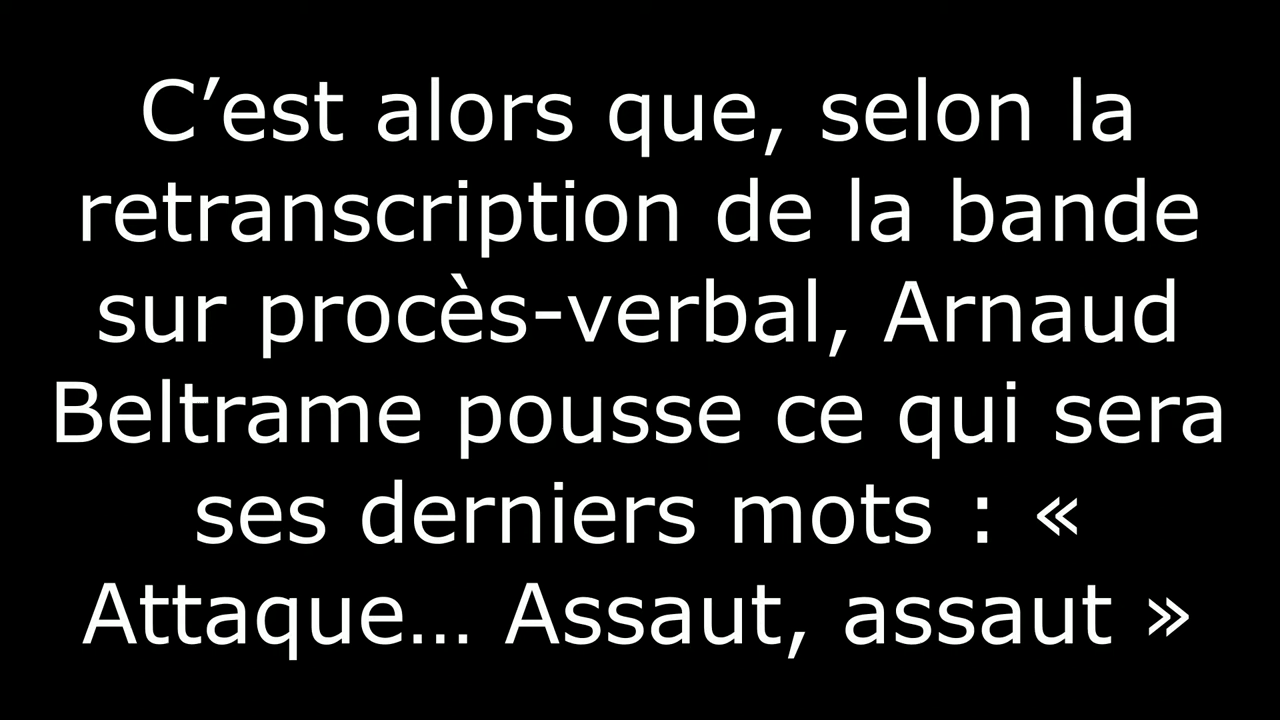 C’est alors que, selon la
retranscription de la bande
sur procès-verbal, Arnaud
Beltrame pousse ce qui sera
ses derniers mots : «
Attaque… Assaut, assaut »